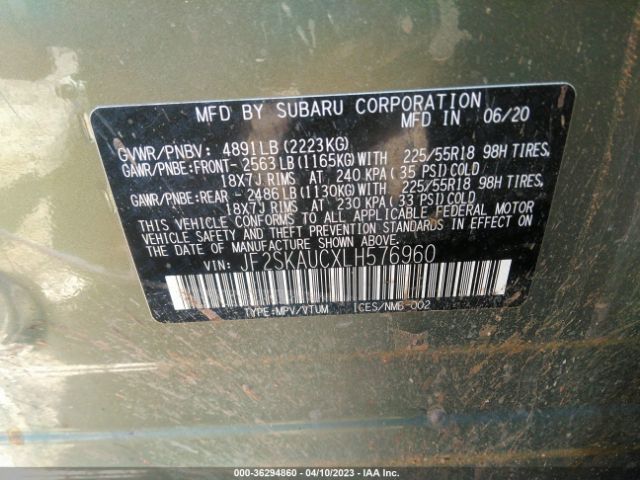 MFD BY SUBARU CORPORATION
MFD IN 06/20
GVWR/PNBV: 4891LB (2223KG)
GAWR/PNBE:FRONT- 2563LB (1165KG)WITH 225/55R18 98H TIRES,
18X7J RIMS AT 240 KPA( 35 PSI)COLD
GAWR/PNBE:REAR - 2486LB (1130KG)WITH 225/55R18 98H TIRES,
18X7J RIMS AT 230 KPA( 33 PSI)COLD
THIS VEHICLE CONFORMS TO ALL APPLICABLE FEDERAL MOTOR
VEHICLE SAFETY AND THEFT PREVENTION STANDARDS IN EFFECT ON
THE DATE OF MANUFACTURE SHOWN ABOVE.
VIN: JF2SKAUCXLH576960
TYPE:MPV/VTUM ICES/NMB-002
000-36294860 - 04/10/2023 - IAA Inc.